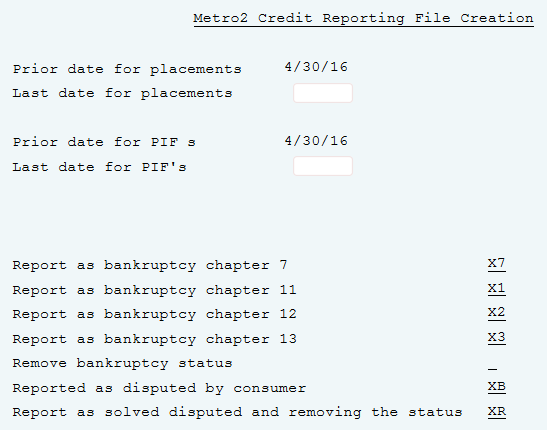 Metro2 Credit Reporting File Creation
Prior date for placements 4/30/16
Last date for placements
Prior date for PIF s 4/30/16
Last date for PIF's
Report as bankruptcy chapter 7 X7
Report as bankruptcy chapter 11 X1
Report as bankruptcy chapter 12 X2
Report as bankruptcy chapter 13 X3
Remove bankruptcy status _
Reported as disputed by consumer XB
Report as solved disputed and removing the status XR